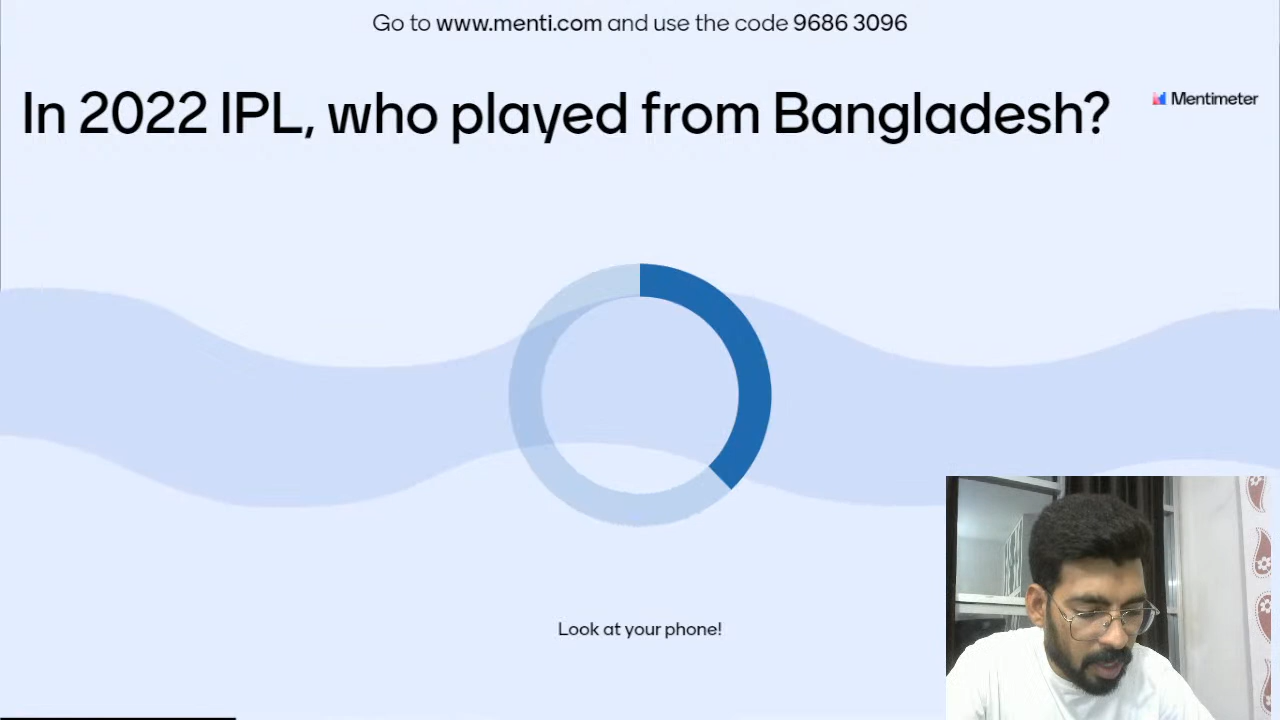 Go to www.menti.com and use the code 9686 3096
In 2022 IPL, who played from Bangladesh?
Mentimeter
Look at your phone!